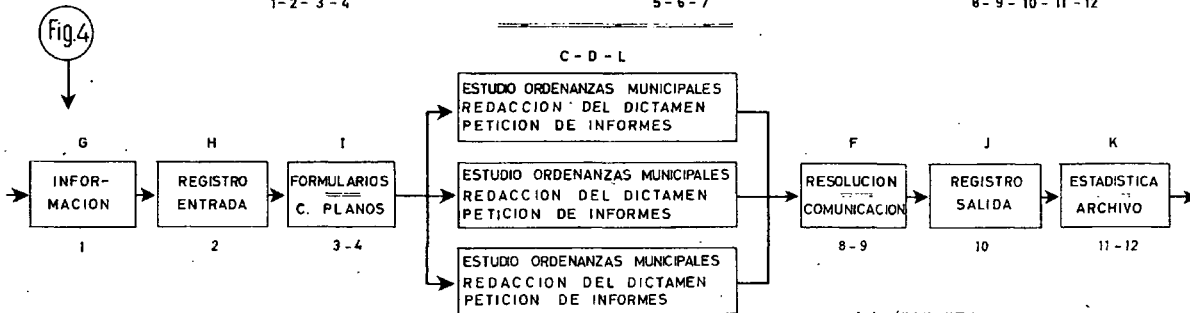 1-2-3-4
5-6-7
8-9-10-11-12
Fig.4
C-D-L
ESTUDIO ORDENANZAS MUNICIPALES
REDACCION DEL DICTAMEN
PETICION DE INFORMES
G
H
I
F
J
K
INFOR-
MACION
REGISTRO
ENTRADA
FORMULARIOS
C. PLANOS
ESTUDIO ORDENANZAS MUNICIPALES
REDACCION DEL DICTAMEN
PETICION DE INFORMES
RESOLUCION
COMUNICACION
REGISTRO
SALIDA
ESTADISTICA
ARCHIVO
1
2
3-4
8-9
10
11-12
ESTUDIO ORDENANZAS MUNICIPALES
REDACCION DEL DICTAMEN
PETICION DE INFORMES